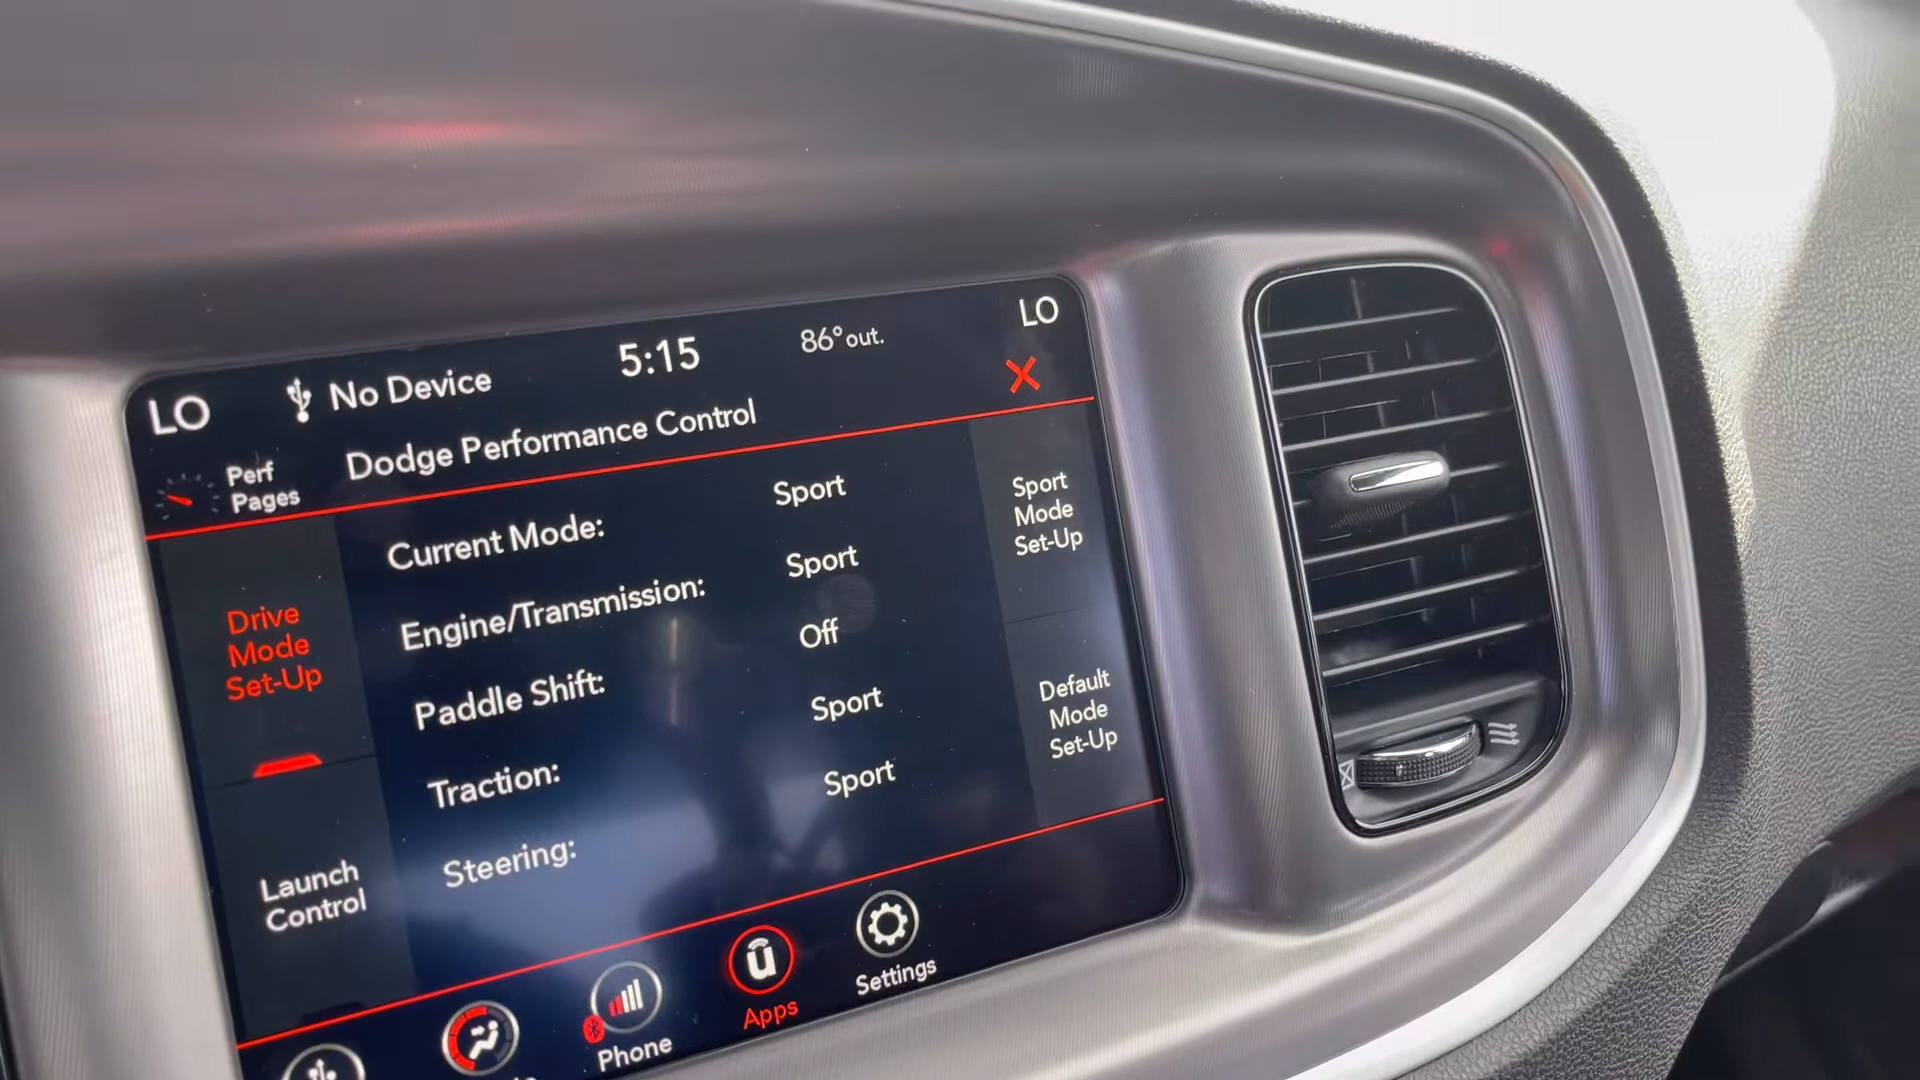 LO
No Device
5:15
86° out.
LO
Perf
Pages
Dodge Performance Control
Drive
Mode
Set-Up
Launch
Control
Current Mode: Sport
Engine/Transmission: Sport
Paddle Shift: Off
Traction: Sport
Steering: Sport
Sport
Mode
Set-Up
Default
Mode
Set-Up
Phone
Apps
Settings